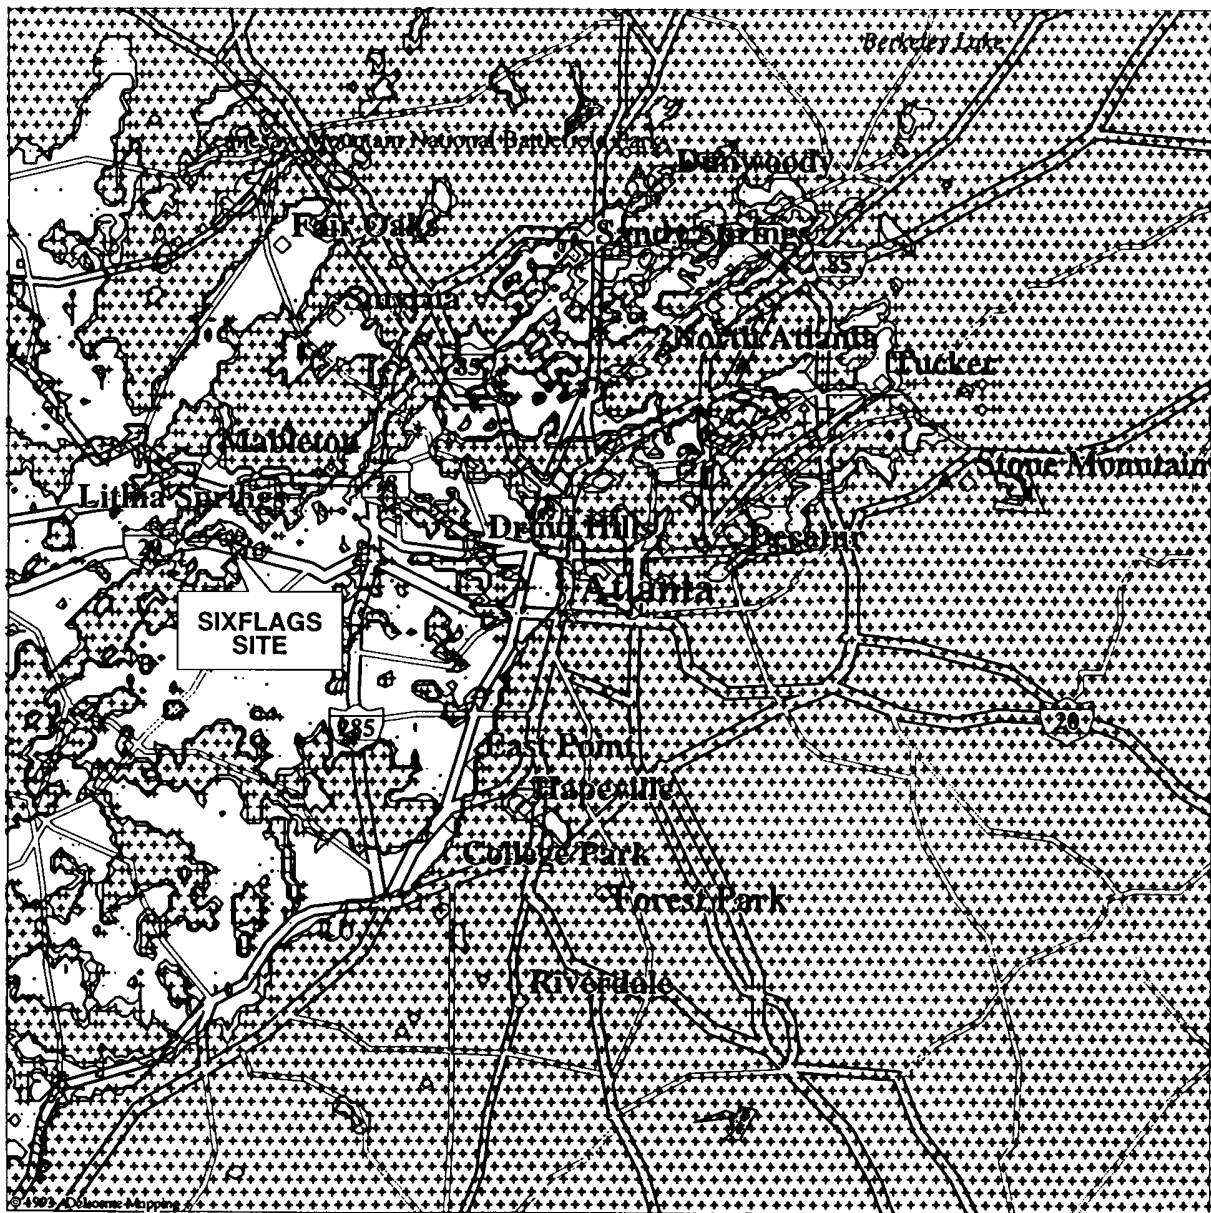 Berkeley Lake
Kennesaw Mountain National Battlefield Park
Dunwoody
Fair Oaks
Sandy Springs
85
Smyrna
North Atlanta
85
Tucker
Mableton
Stone Mountain
Lithia Springs
Druid Hills
Decatur
20
Atlanta
SIXFLAGS
SITE
285
20
East Point
Hapeville
College Park
Forest Park
Riverdale
© 1993 DeLorme Mapping